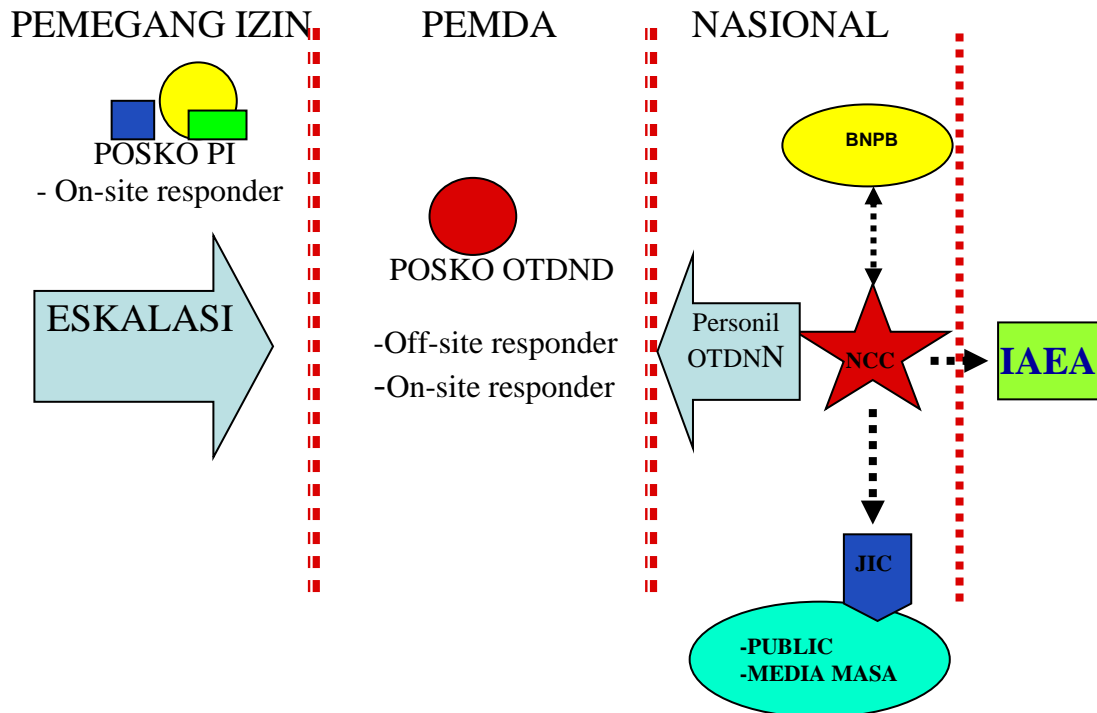 PEMEGANG IZIN
PEMDA
NASIONAL
POSKO PI
- On-site responder
ESKALASI
POSKO OTDND
-Off-site responder
-On-site responder
Personil
OTDNN
BNPB
NCC
IAEA
JIC
-PUBLIC
-MEDIA MASA